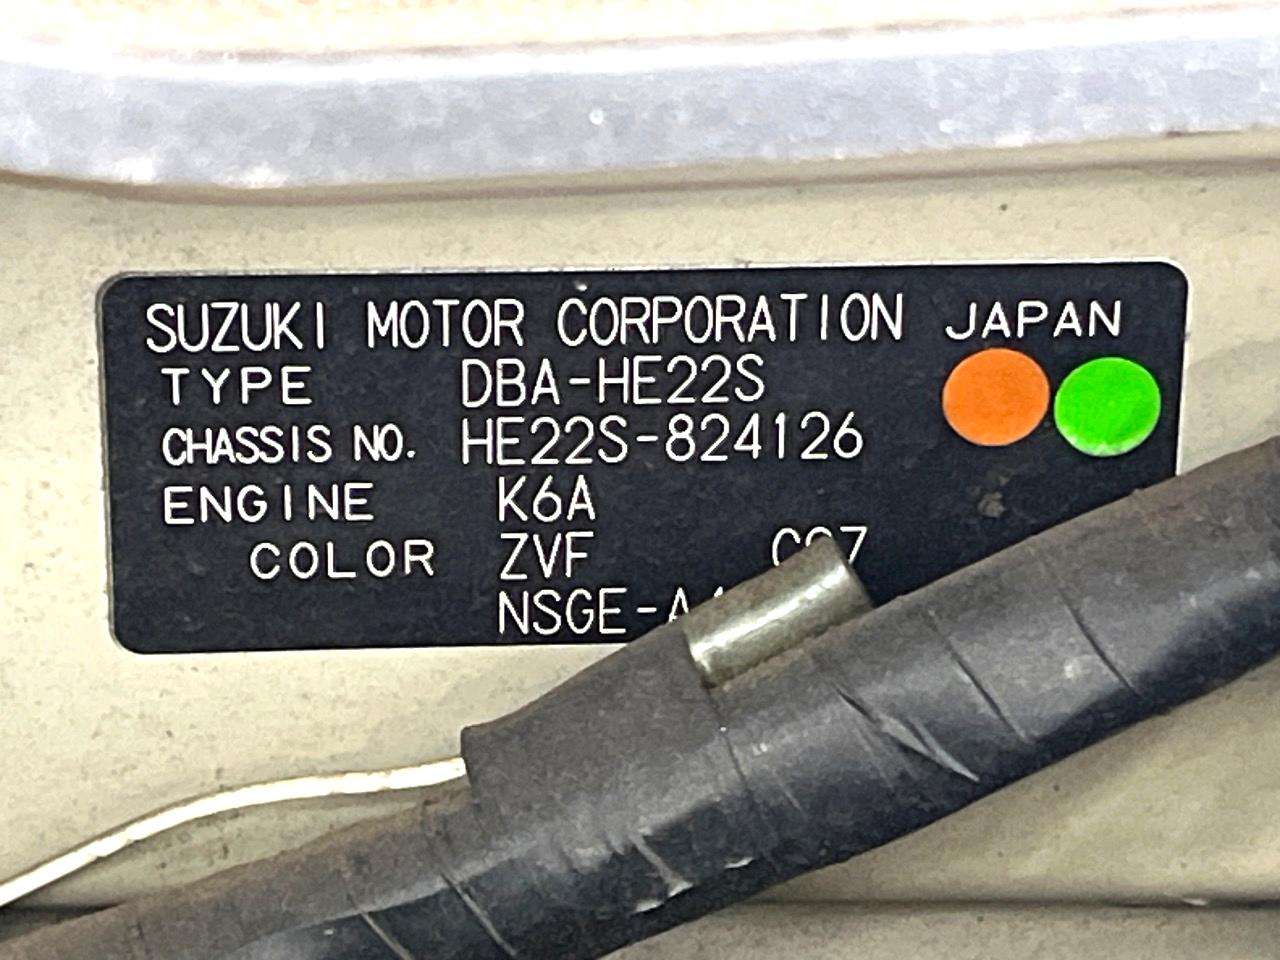 SUZUKI MOTOR CORPORATION JAPAN
TYPE DBA-HE22S
CHASSIS NO. HE22S-824126
ENGINE K6A
COLOR ZVF